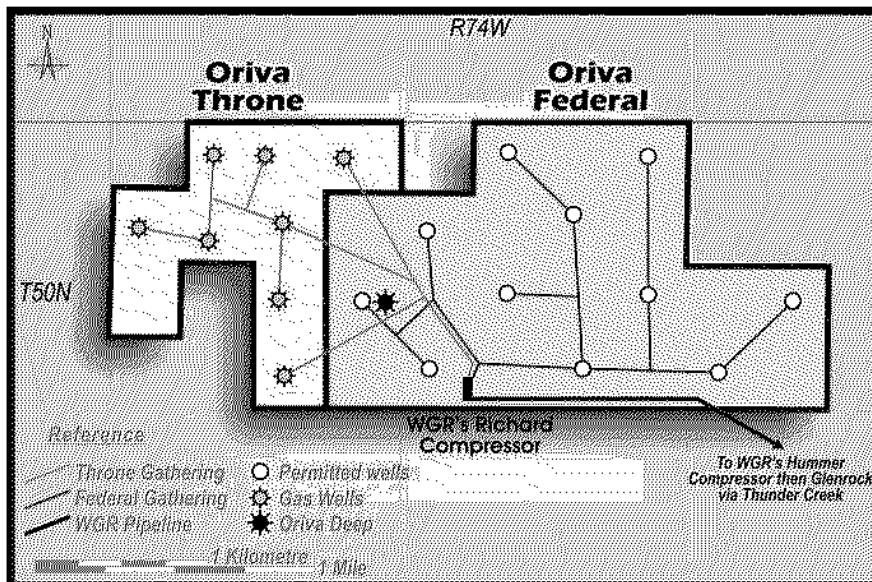 N
R74W
Oriva
Throne
Oriva
Federal
T50N
WGR's Richard
Compressor
To WGR's Hummer
Compressor then Glenrock
via Thunder Creek
Reference
Throne Gathering
Federal Gathering
WGR Pipeline
Permitted wells
Gas Wells
Oriva Deep
1 Kilometre
1 Mile